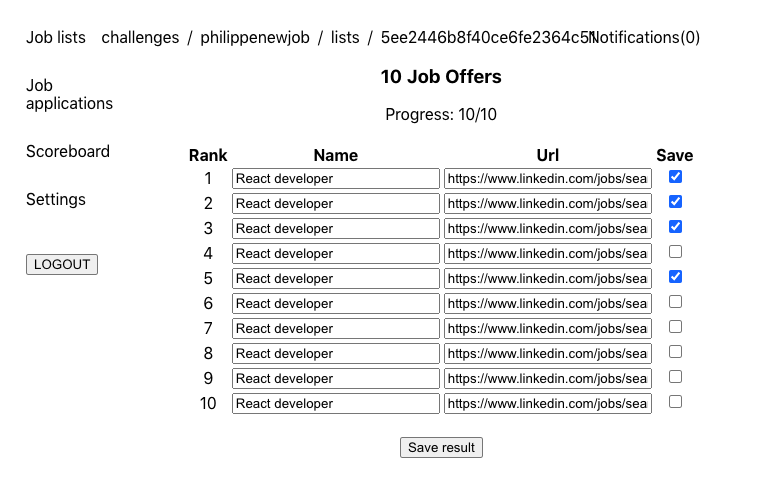 Job lists challenges / philippenewjob / lists / 5ee2446b8f40ce6fe2364c51 Notifications(0)
10 Job Offers
Job
applications
Progress: 10/10
Scoreboard
Settings
LOGOUT
Rank Name Url Save
1 React developer https://www.linkedin.com/jobs/sea
2 React developer https://www.linkedin.com/jobs/sea
3 React developer https://www.linkedin.com/jobs/sea
4 React developer https://www.linkedin.com/jobs/sea
5 React developer https://www.linkedin.com/jobs/sea
6 React developer https://www.linkedin.com/jobs/sea
7 React developer https://www.linkedin.com/jobs/sea
8 React developer https://www.linkedin.com/jobs/sea
9 React developer https://www.linkedin.com/jobs/sea
10 React developer https://www.linkedin.com/jobs/sea
Save result